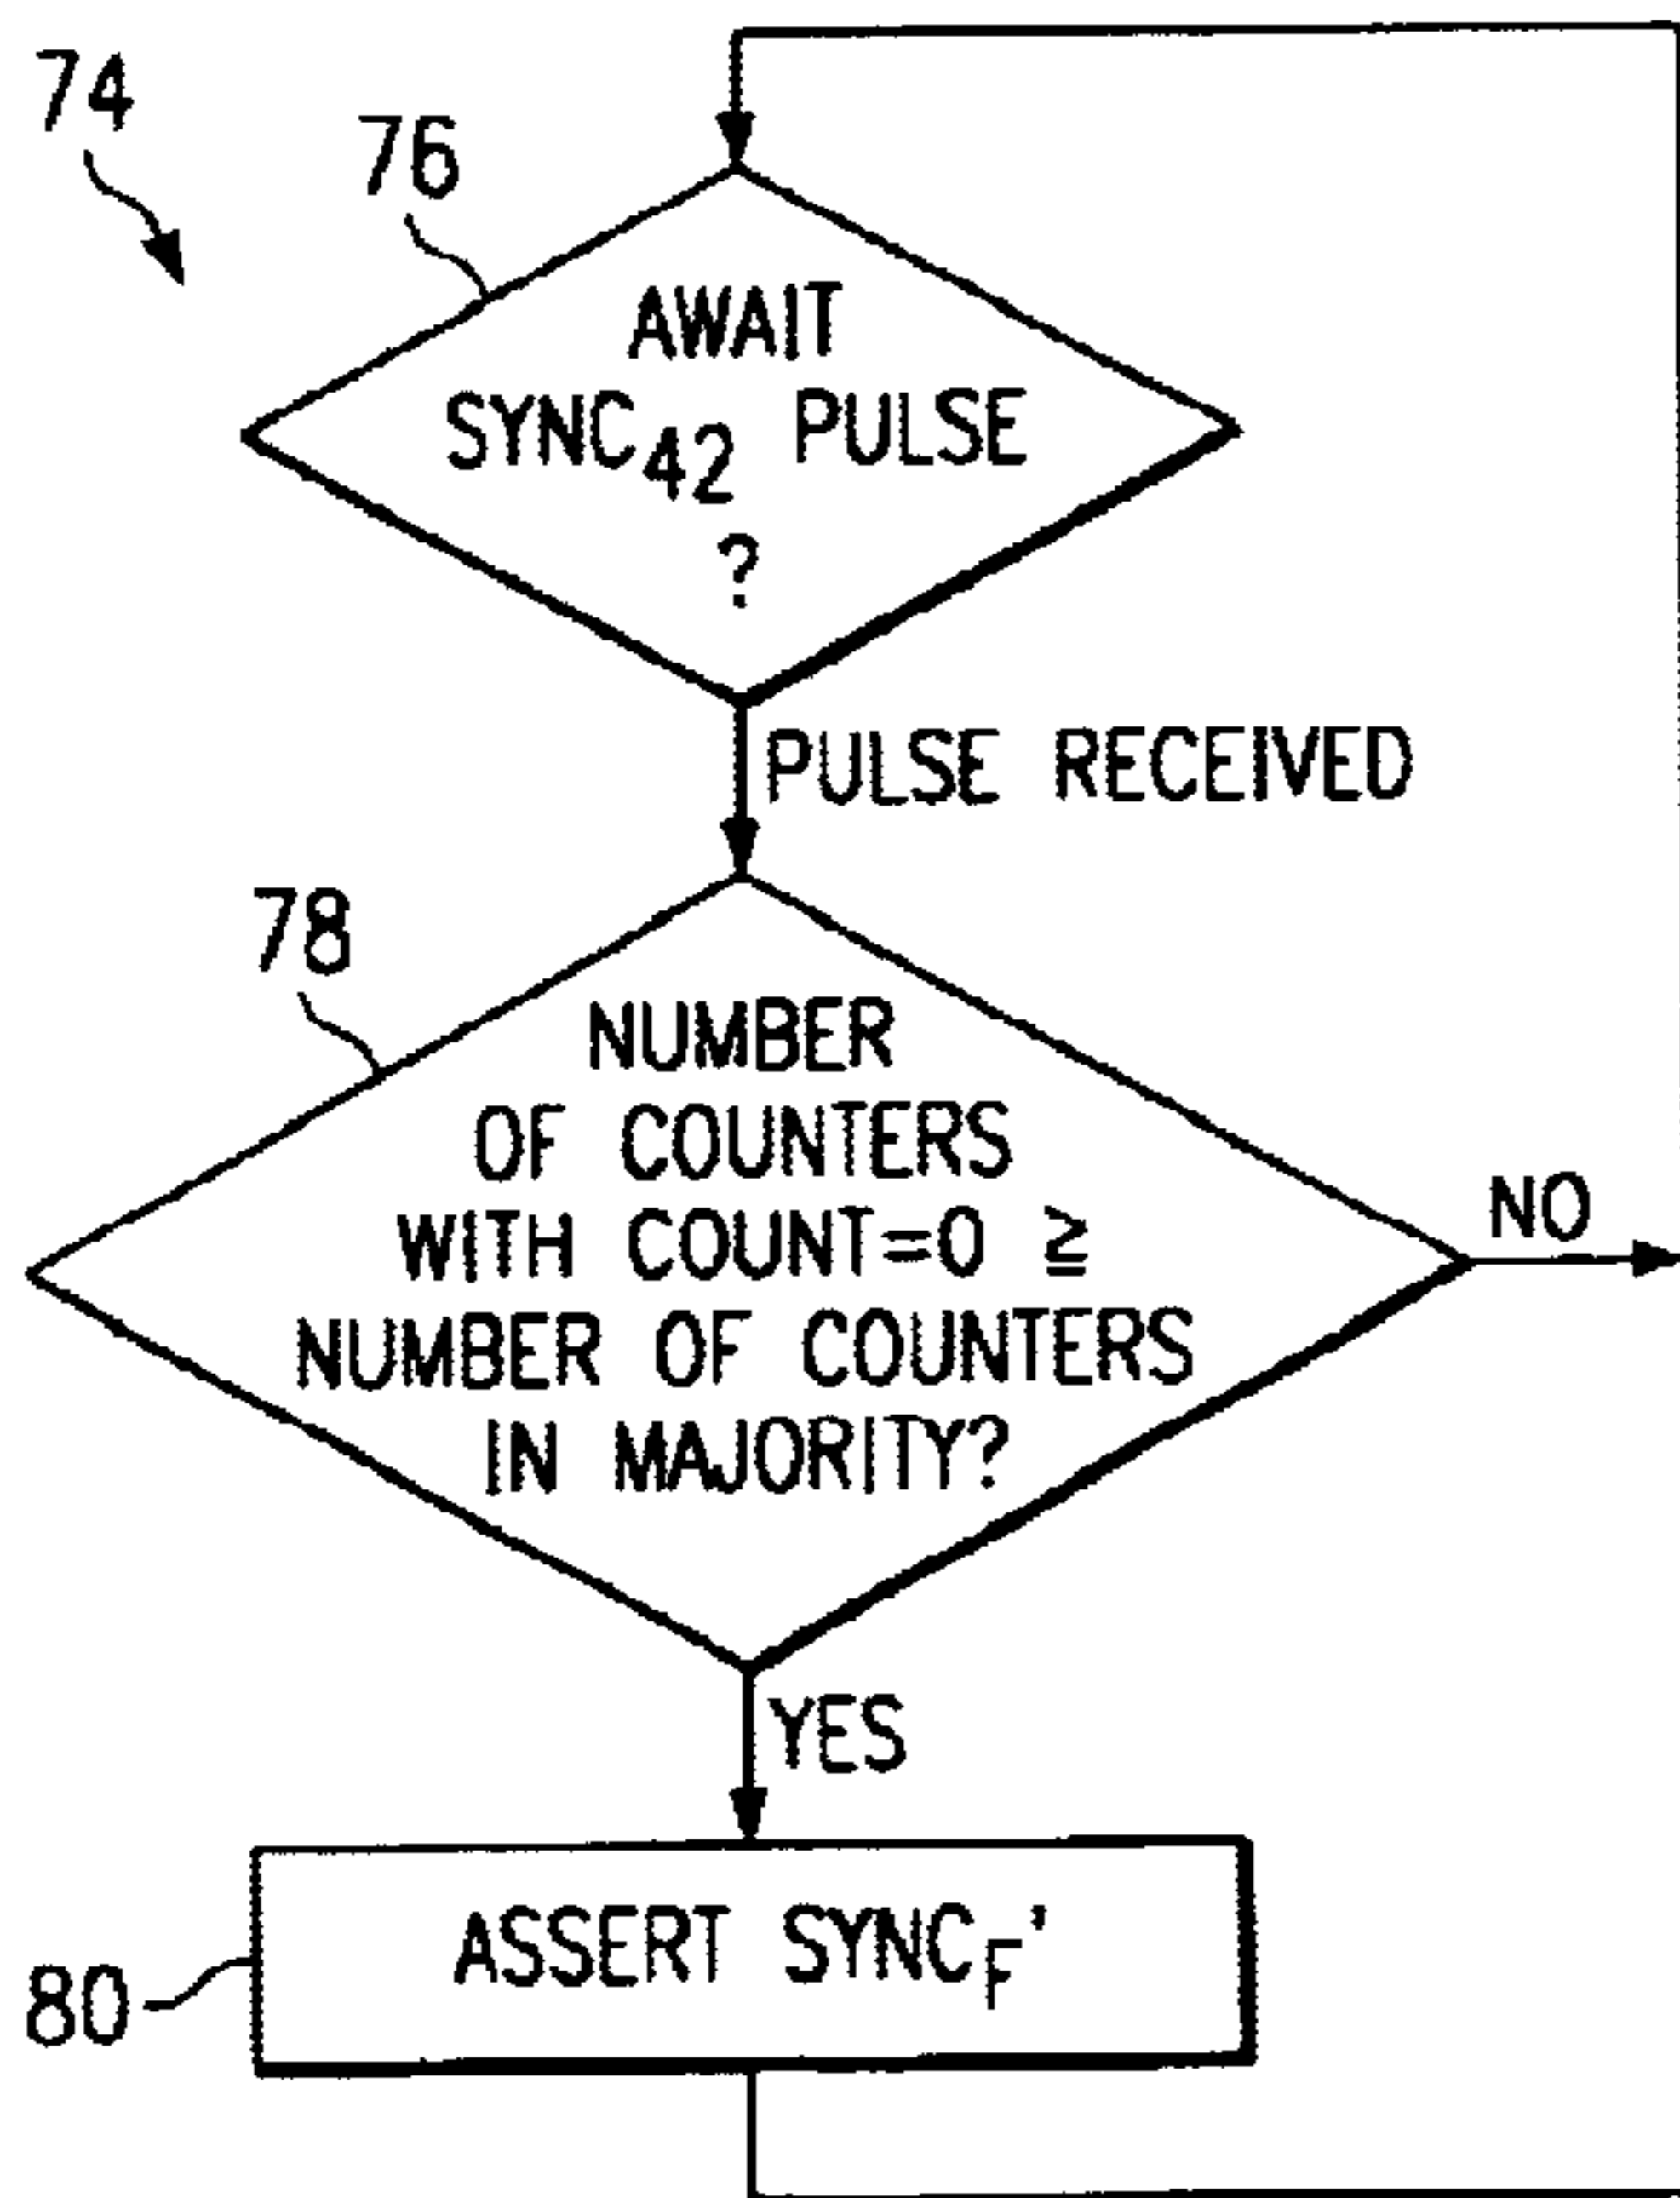 74
76
AWAIT
SYNC₄₂ PULSE
?
PULSE RECEIVED
78
NUMBER
OF COUNTERS
WITH COUNT=0 ≧
NUMBER OF COUNTERS
IN MAJORITY?
NO
YES
ASSERT SYNC_F'
80